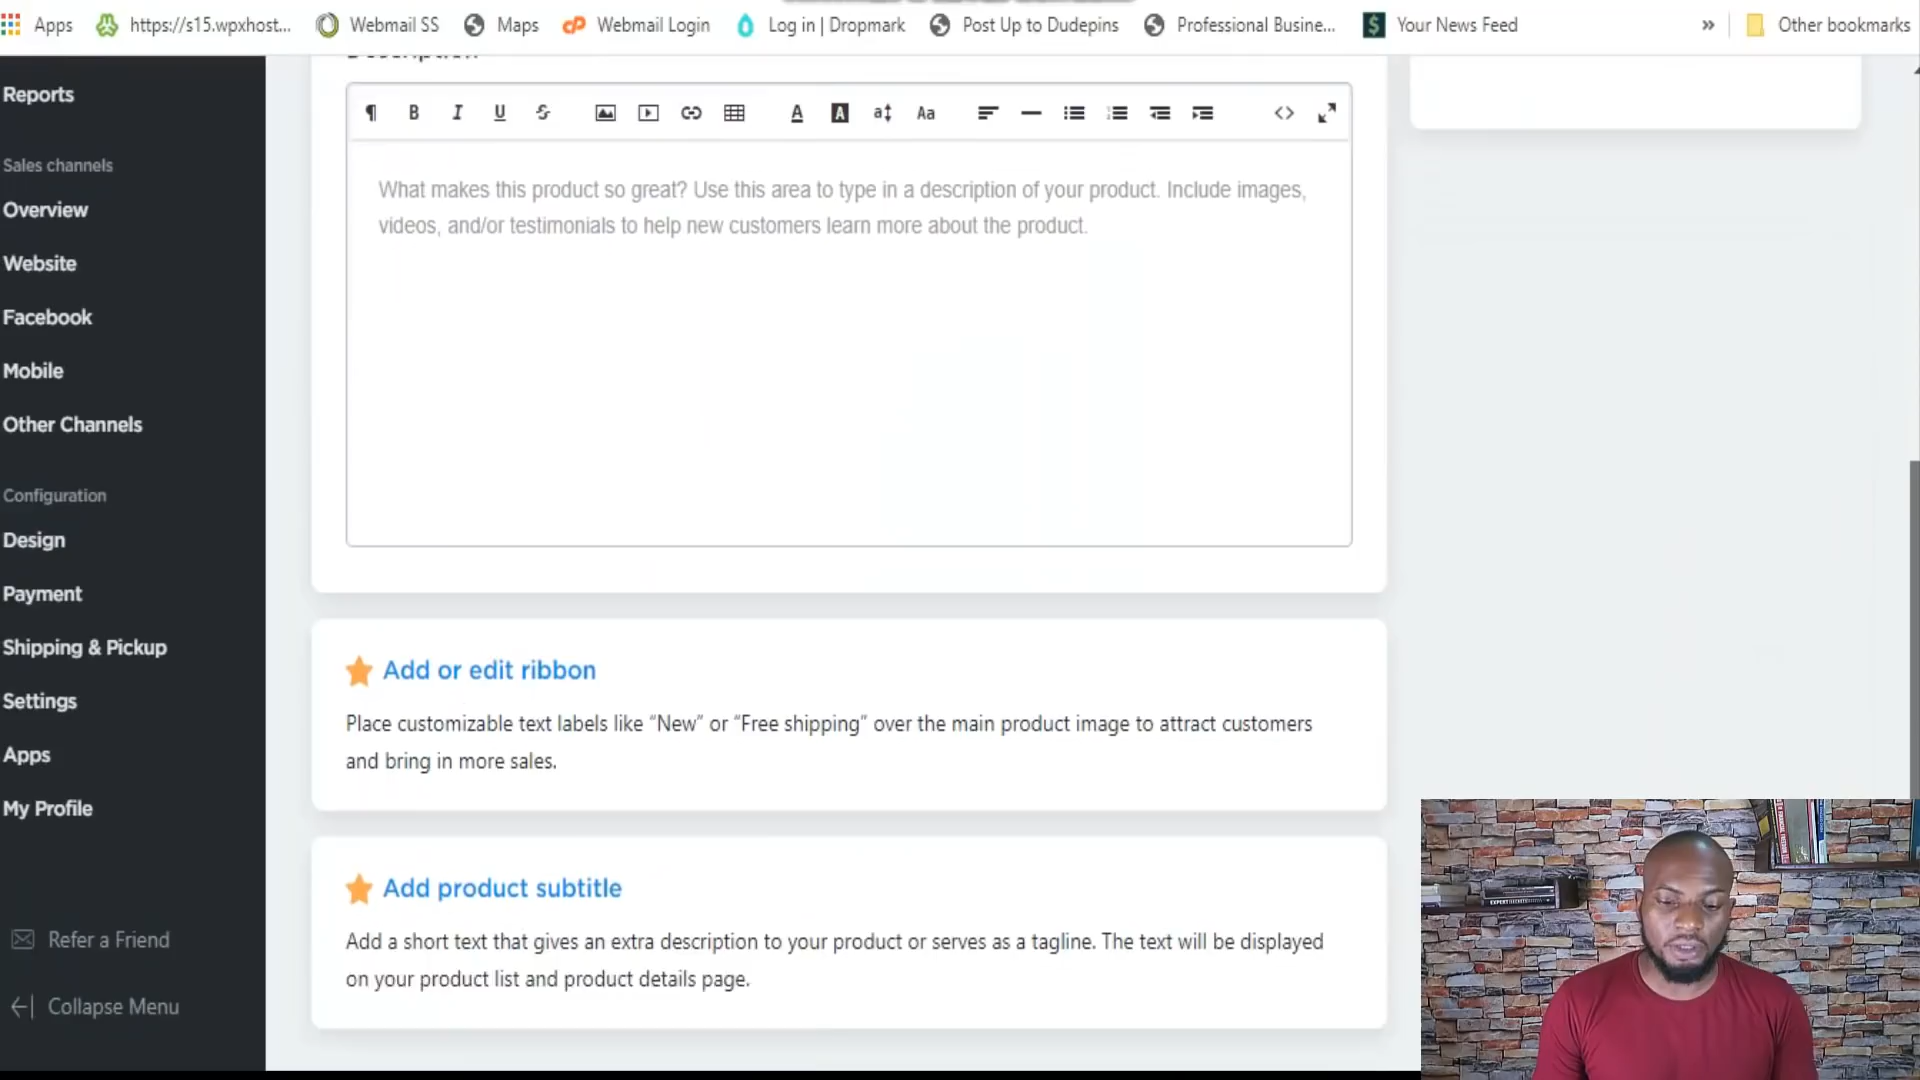 Apps
https://s15.wpxhost...
Webmail SS
Maps
Webmail Login
Log in | Dropmark
Post Up to Dudepins
Professional Busine...
Your News Feed
»
Other bookmarks
Reports
Sales channels
Overview
Website
Facebook
Mobile
Other Channels
Configuration
Design
Payment
Shipping & Pickup
Settings
Apps
My Profile
Refer a Friend
Collapse Menu
Description
What makes this product so great? Use this area to type in a description of your product. Include images,
videos, and/or testimonials to help new customers learn more about the product.
Add or edit ribbon
Place customizable text labels like “New” or “Free shipping” over the main product image to attract customers
and bring in more sales.
Add product subtitle
Add a short text that gives an extra description to your product or serves as a tagline. The text will be displayed
on your product list and product details page.
EXPERT SECRETS